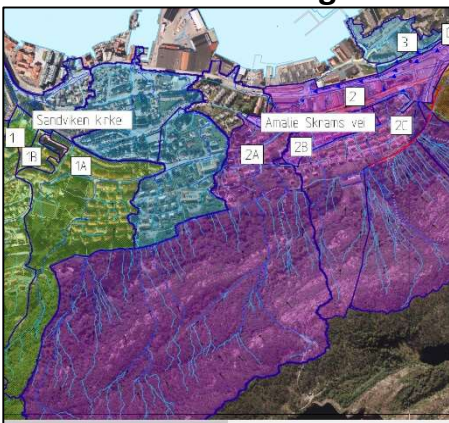 3
2
Sandviken kirke
Amalie Skrams vei
1
2C
1B
2B
1A
2A